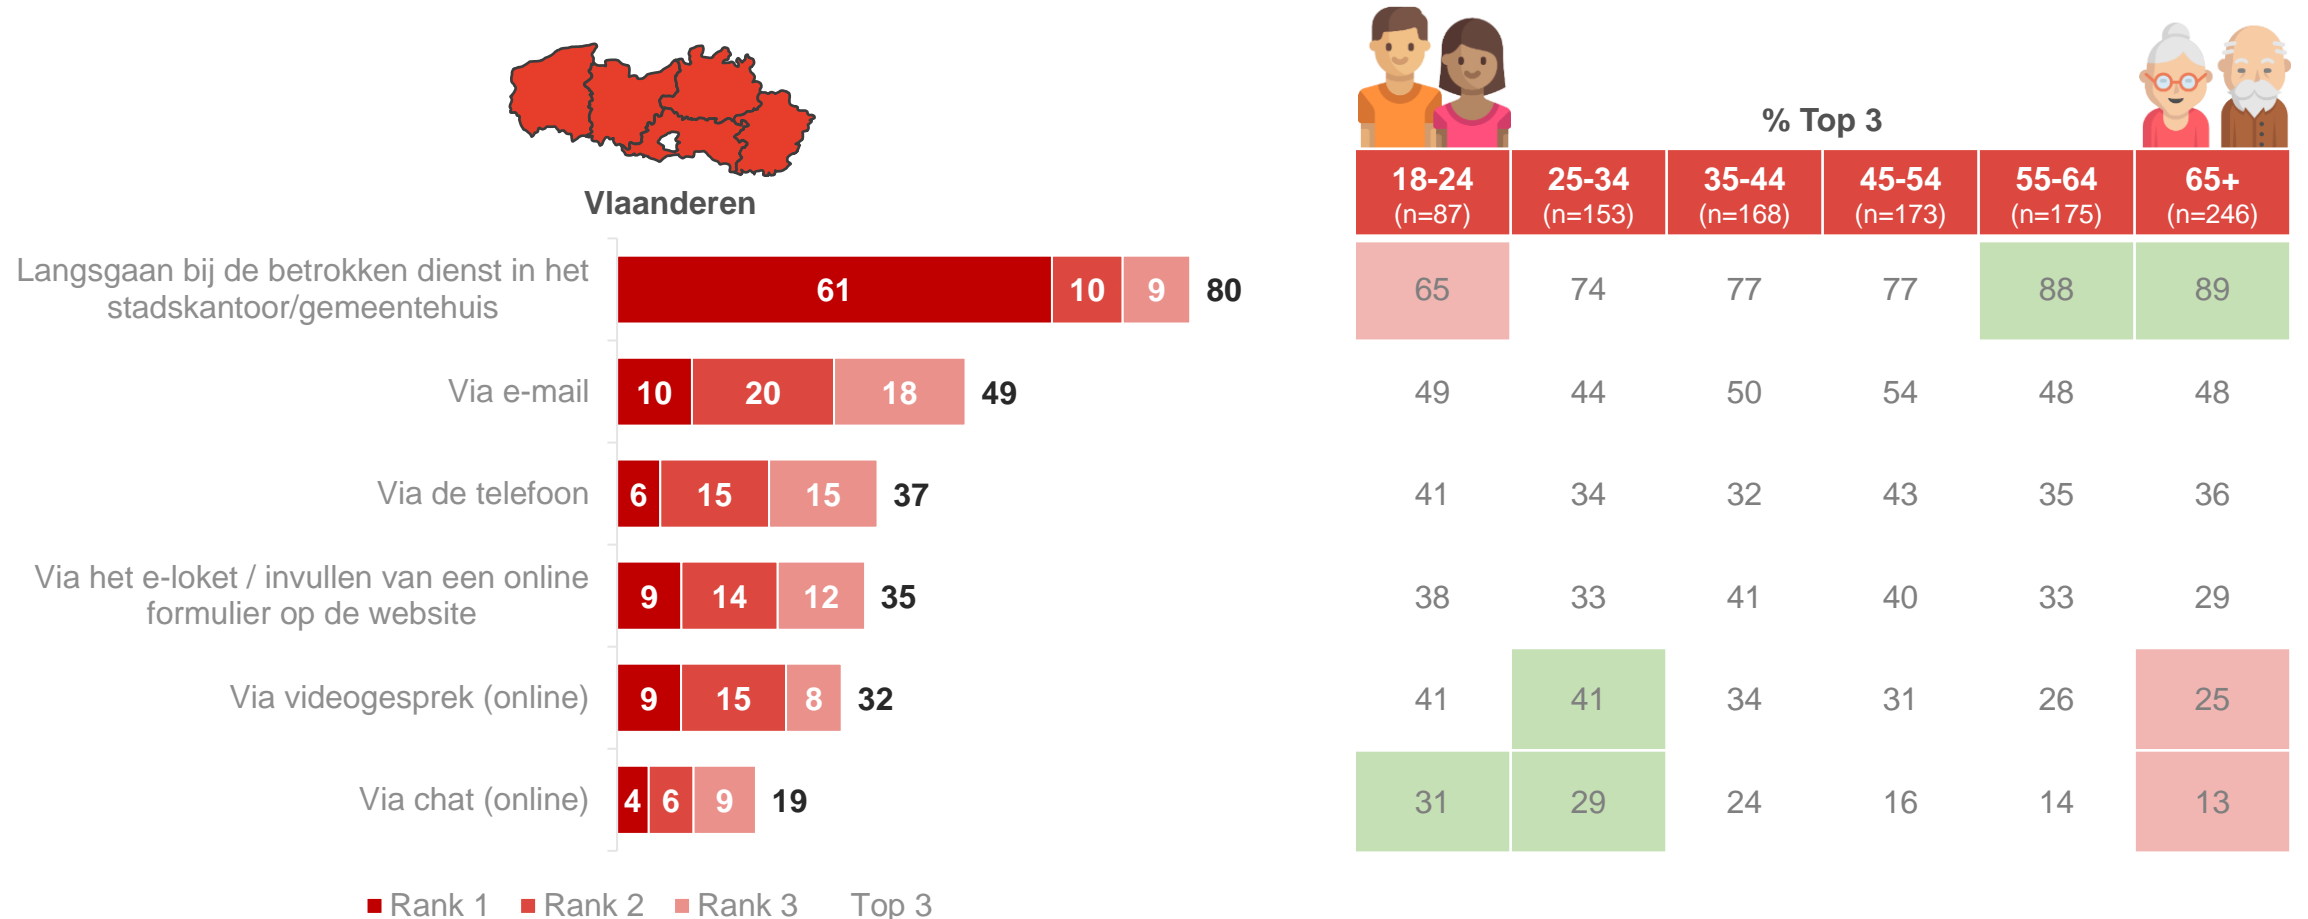 Vlaanderen
% Top 3
18-24 25-34 35-44 45-54 55-64 65+
(n=87) (n=153) (n=168) (n=173) (n=175) (n=246)
Langsgaan bij de betrokken dienst in het
stadskantoor/gemeentehuis
61 10 9 80
65 74 77 77 88 89
Via e-mail
10 20 18 49
49 44 50 54 48 48
Via de telefoon
6 15 15 37
41 34 32 43 35 36
Via het e-loket / invullen van een online
formulier op de website
9 14 12 35
38 33 41 40 33 29
Via videogesprek (online)
9 15 8 32
41 41 34 31 26 25
Via chat (online)
4 6 9 19
31 29 24 16 14 13
Rank 1 Rank 2 Rank 3 Top 3